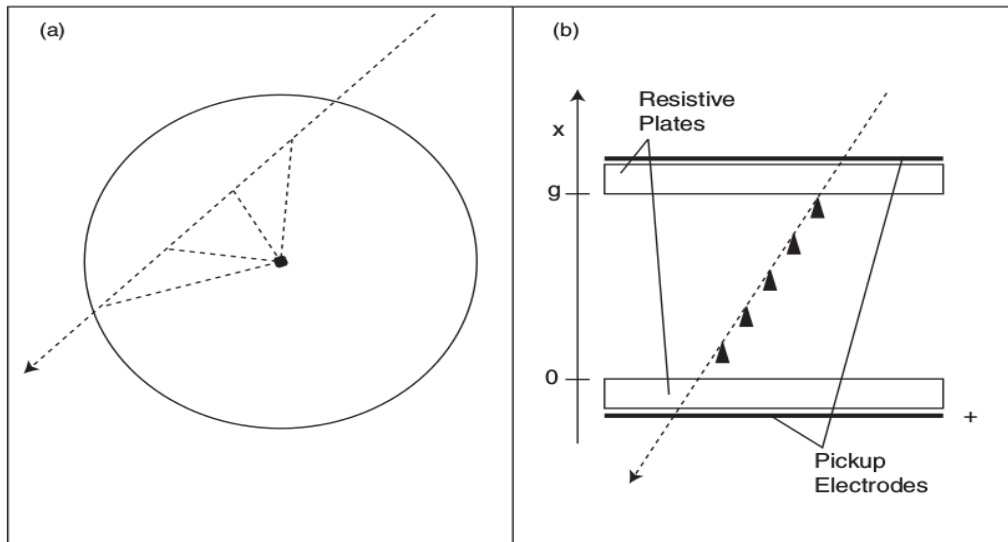 (a)
(b)
Resistive
Plates
x
g
0
+
Pickup
Electrodes